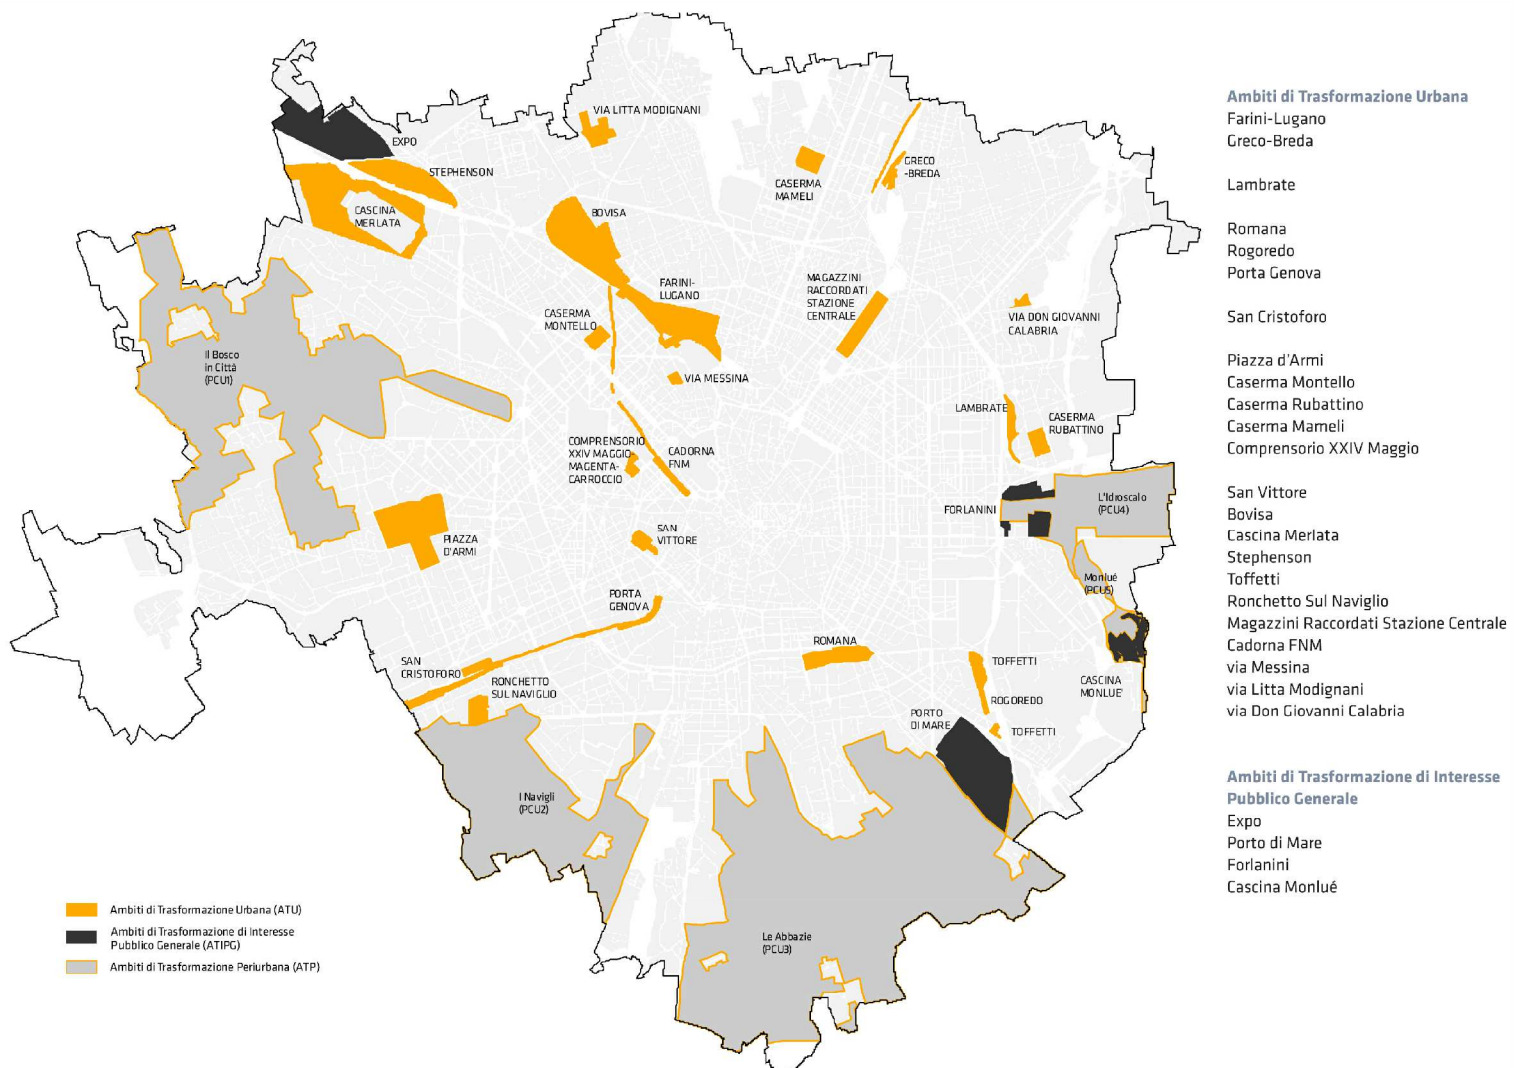 VIA LITTA MODIGNANI
EXPO
STEPHENSON
CASCINA
MERLATA
BOVISA
CASERMA
MAMELI
GRECO
-BREDA
FARINI-
LUGANO
MAGAZZINI
RACCORDATI
STAZIONE
CENTRALE
CASERMA
MONTELLO
VIA DON GIOVANNI
CALABRIA
Il Bosco
in Città
(PCU1)
VIA MESSINA
LAMBRATE
CASERMA
RUBATTINO
COMPRENSORIO
XXIV MAGGIO-
MAGENTA-
CARROCCIO
CADORNA
FNM
L'Idroscalo
(PCU4)
FORLANINI
PIAZZA
D'ARMI
SAN
VITTORE
Monlué
(PCU5)
PORTA
GENOVA
ROMANA
TOFFETTI
SAN
CRISTOFORO
RONCHETTO
SUL NAVIGLIO
CASCINA
MONLUE'
ROGOREDO
PORTO
DI MARE
TOFFETTI
I Navigli
(PCU2)
Le Abbazie
(PCU3)
Ambiti di Trasformazione Urbana (ATU)
Ambiti di Trasformazione di Interesse
Pubblico Generale (ATIPG)
Ambiti di Trasformazione Periurbana (ATP)
Ambiti di Trasformazione Urbana
Farini-Lugano
Greco-Breda
Lambrate
Romana
Rogoredo
Porta Genova
San Cristoforo
Piazza d'Armi
Caserma Montello
Caserma Rubattino
Caserma Mameli
Comprensorio XXIV Maggio
San Vittore
Bovisa
Cascina Merlata
Stephenson
Toffetti
Ronchetto Sul Naviglio
Magazzini Raccordati Stazione Centrale
Cadorna FNM
via Messina
via Litta Modignani
via Don Giovanni Calabria
Ambiti di Trasformazione di Interesse
Pubblico Generale
Expo
Porto di Mare
Forlanini
Cascina Monlué